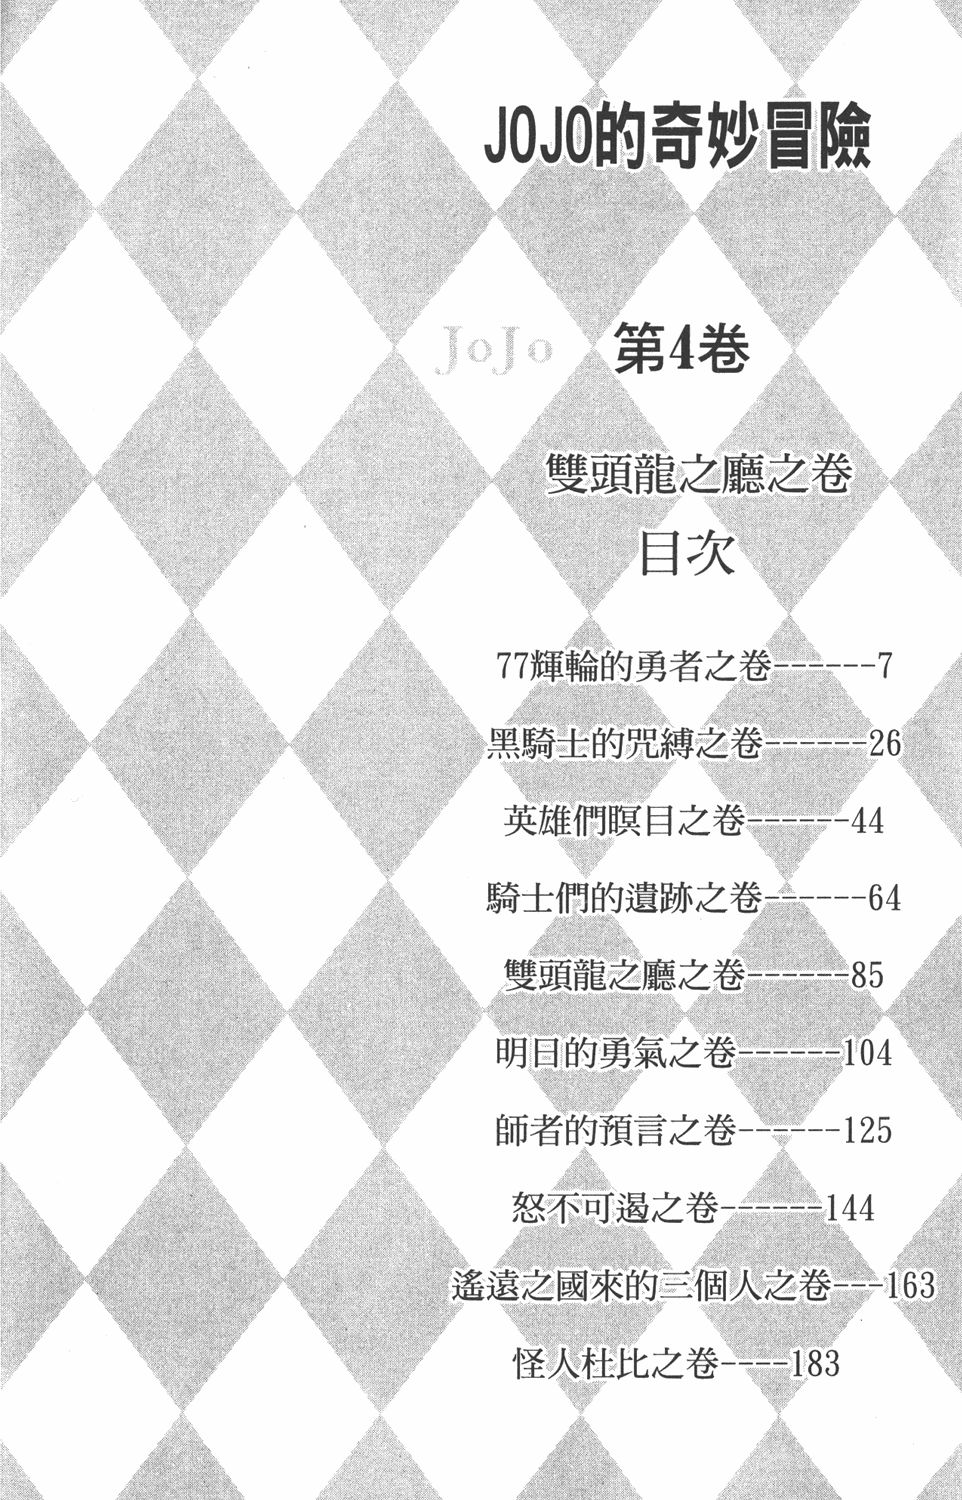 JOJO的奇妙冒險
JoJo 第4卷
雙頭龍之廳之卷
目次
77輝輪的勇者之卷------7
黑騎士的咒縛之卷------26
英雄們瞑目之卷------44
騎士們的遺跡之卷------64
雙頭龍之廳之卷------85
明日的勇氣之卷------104
師者的預言之卷------125
怒不可遏之卷------144
遙遠之國來的三個人之卷---163
怪人杜比之卷----183